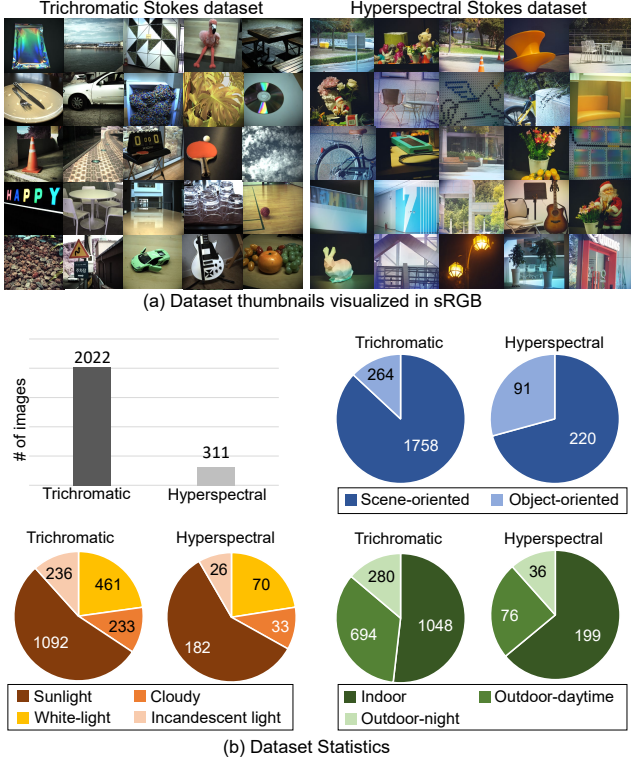 Trichromatic Stokes dataset
Hyperspectral Stokes dataset
HAPPY
(a) Dataset thumbnails visualized in sRGB
# of images
2022
311
Trichromatic
Hyperspectral
Trichromatic
Hyperspectral
264
1758
91
220
Scene-oriented
Object-oriented
Trichromatic
Hyperspectral
236
461
233
1092
26
70
33
182
Sunlight
Cloudy
White-light
Incandescent light
Trichromatic
Hyperspectral
280
694
1048
36
76
199
Indoor
Outdoor-daytime
Outdoor-night
(b) Dataset Statistics